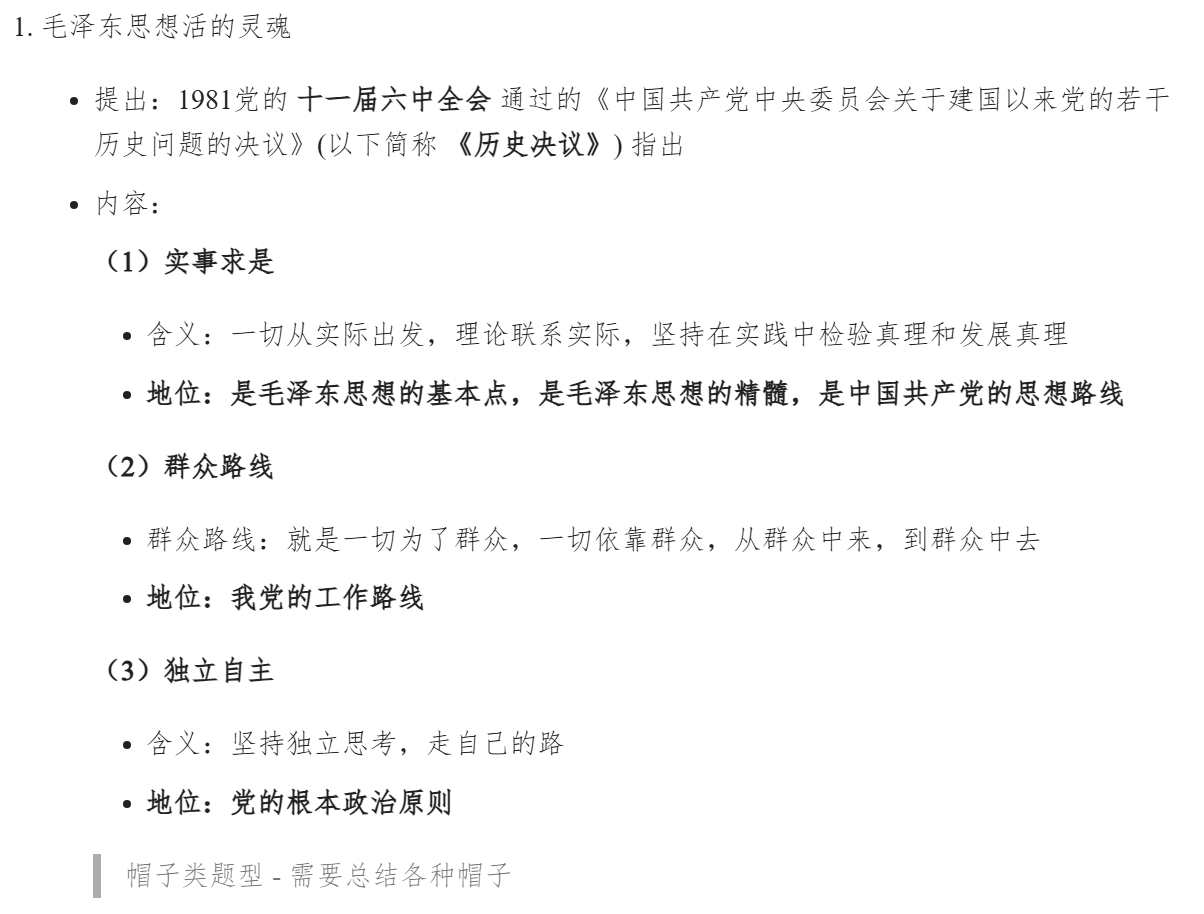 1. 毛泽东思想活的灵魂
• 提出：1981党的 十一届六中全会 通过的《中国共产党中央委员会关于建国以来党的若干
历史问题的决议》(以下简称 《历史决议》) 指出
• 内容：
（1）实事求是
• 含义：一切从实际出发，理论联系实际，坚持在实践中检验真理和发展真理
• 地位：是毛泽东思想的基本点，是毛泽东思想的精髓，是中国共产党的思想路线
（2）群众路线
• 群众路线：就是一切为了群众，一切依靠群众，从群众中来，到群众中去
• 地位：我党的工作路线
（3）独立自主
• 含义：坚持独立思考，走自己的路
• 地位：党的根本政治原则
帽子类题型 - 需要总结各种帽子